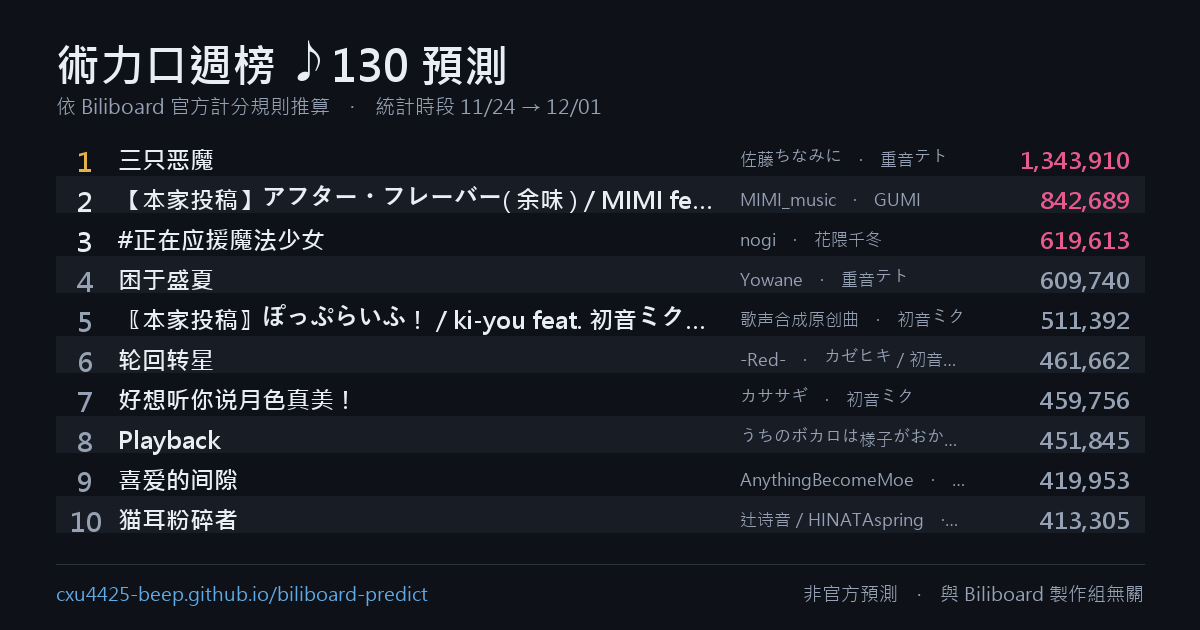 術力口週榜 ♪130 預測
依 Biliboard 官方計分規則推算 · 統計時段 11/24 → 12/01
1 三只恶魔 佐藤ちなみに · 重音テト 1,343,910
2 【本家投稿】アフター・フレーバー(余味) / MIMI fe... MIMI_music · GUMI 842,689
3 #正在应援魔法少女 nogi · 花隈千冬 619,613
4 困于盛夏 Yowane · 重音テト 609,740
5 〖本家投稿〗ぽっぷらいふ！ / ki-you feat. 初音ミク... 歌声合成原创曲 · 初音ミク 511,392
6 轮回转星 -Red- · カゼヒキ / 初音... 461,662
7 好想听你说月色真美！ カササギ · 初音ミク 459,756
8 Playback うちのボカロは様子がおか... 451,845
9 喜爱的间隙 AnythingBecomeMoe · ... 419,953
10 猫耳粉碎者 辻诗音 / HINATAspring ·... 413,305
cxu4425-beep.github.io/biliboard-predict 非官方預測 · 與 Biliboard 製作組無關